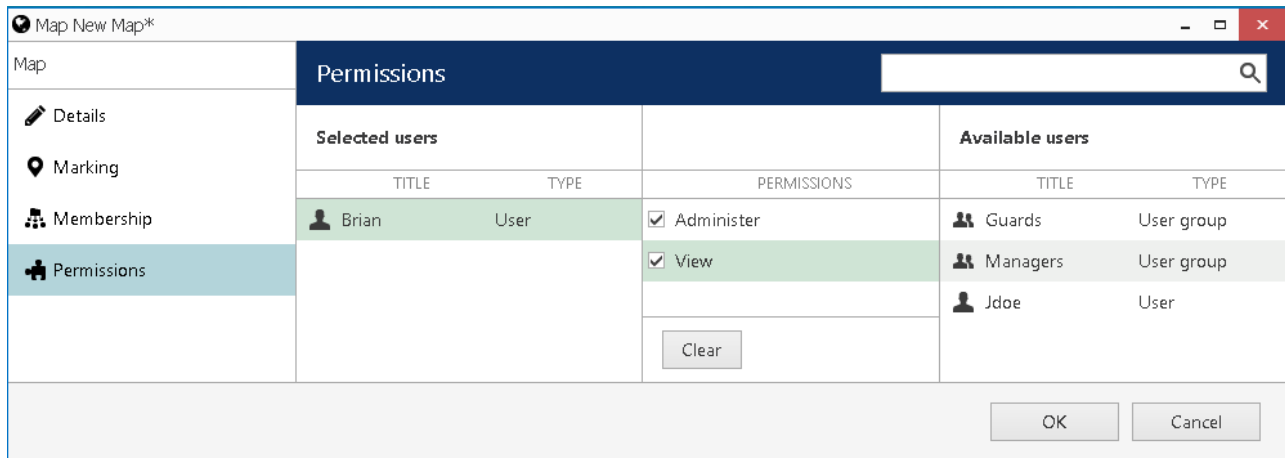 Map New Map*
Map
Permissions
Details
Marking
Membership
Permissions
Selected users
Available users
TITLE TYPE PERMISSIONS TITLE TYPE
Brian User Administer Guards User group
View Managers User group
Jdoe User
Clear
OK Cancel